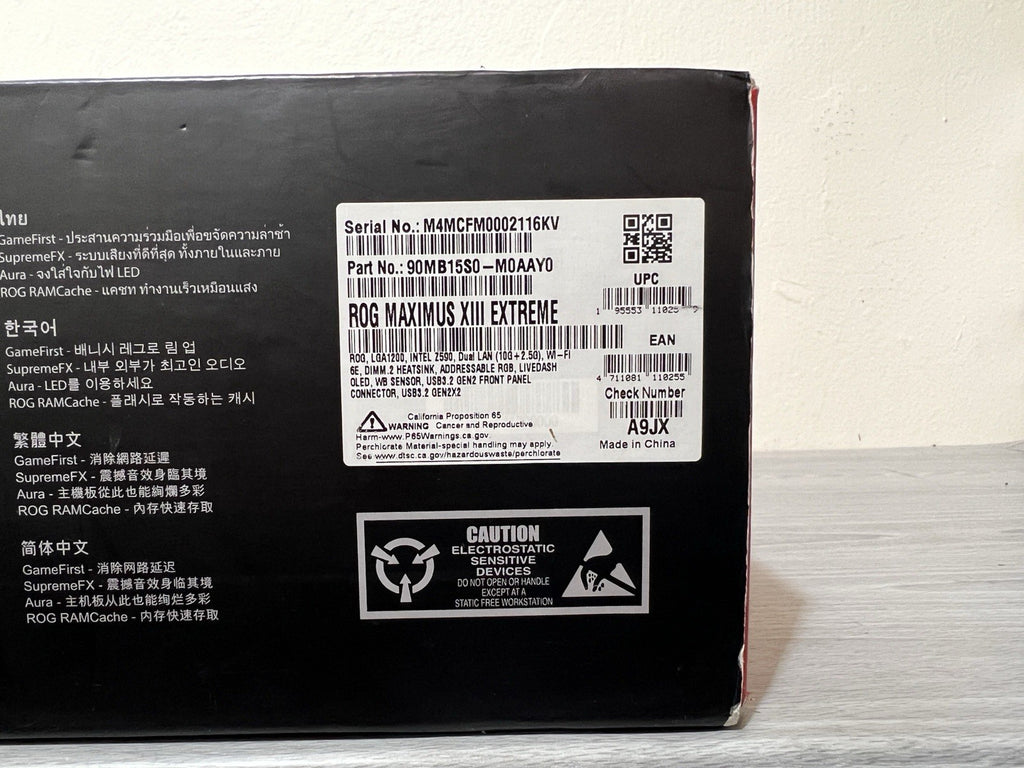 ไทย
GameFirst - ประสานความร่วมมือเพื่อขจัดความล่าช้า
SupremeFX - ระบบเสียงที่ดีที่สุด ทั้งภายในและภาย
Aura - จงใส่ใจกับไฟ LED
ROG RAMCache - แคชท ทำงานเร็วเหมือนแสง
한국어
GameFirst - 배니시 레그로 림 업
SupremeFX - 내부 외부가 최고인 오디오
Aura - LED를 이용하세요
ROG RAMCache - 플래시로 작동하는 캐시
繁體中文
GameFirst - 消除網路延遲
SupremeFX - 震撼音效身臨其境
Aura - 主機板從此也能絢爛多彩
ROG RAMCache - 內存快速存取
简体中文
GameFirst - 消除网路延迟
SupremeFX - 震撼音效身临其境
Aura - 主机板从此也能绚烂多彩
ROG RAMCache - 内存快速存取
Serial No.: M4MCFM0002116KV
Part No.: 90MB15S0-M0AAY0
ROG MAXIMUS XIII EXTREME
ROG, LGA1200, INTEL Z590, Dual LAN (10G+2.5G), WI-FI
6E, DIMM.2 HEATSINK, ADDRESSABLE RGB, LIVEDASH
OLED, WB SENSOR, USB3.2 GEN2 FRONT PANEL
CONNECTOR, USB3.2 GEN2X2
California Proposition 65
WARNING Cancer and Reproductive
Harm-www.P65Warnings.ca.gov
Perchlorate Material-special handling may apply.
See www.dtsc.ca.gov/hazardouswaste/perchlorate
UPC
1 95553 11025 2
EAN
4 711081 110255
Check Number
A9JX
Made in China
CAUTION
ELECTROSTATIC
SENSITIVE
DEVICES
DO NOT OPEN OR HANDLE
EXCEPT AT A
STATIC FREE WORKSTATION